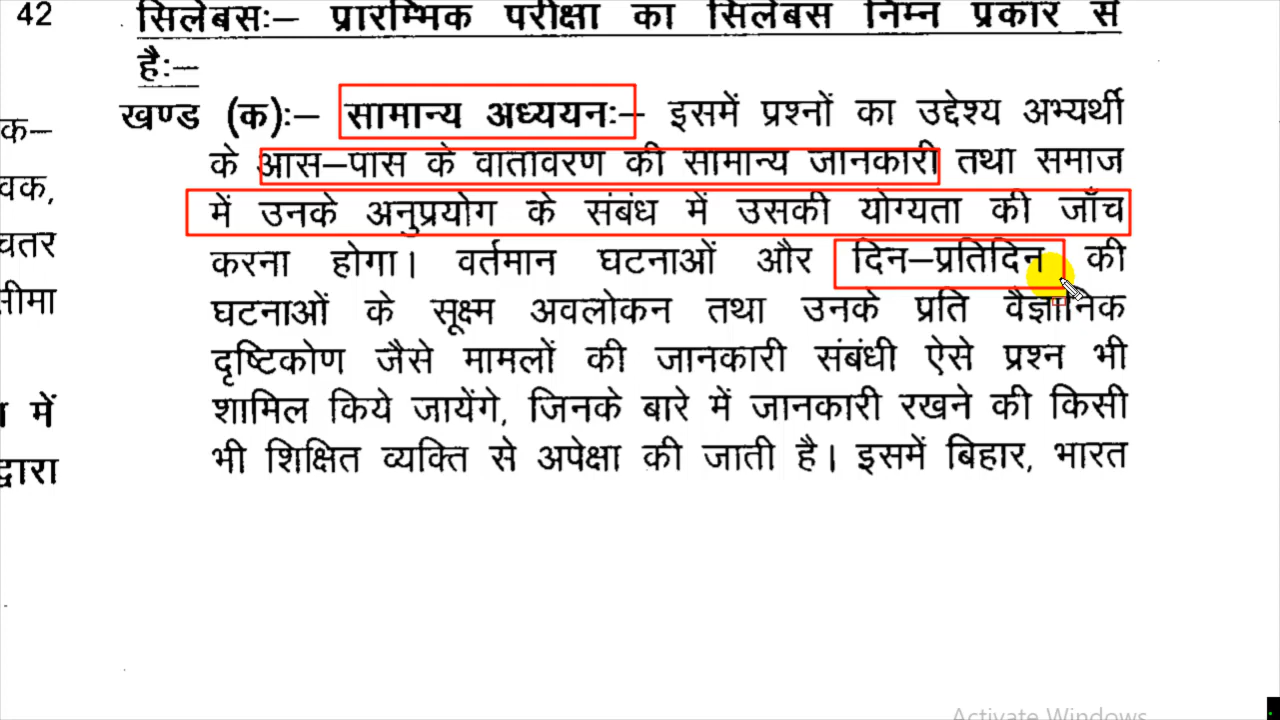 42
सिलेबसः– प्रारम्भिक परीक्षा का सिलेबस निम्न प्रकार से
हैः–
खण्ड (क)ः– सामान्य अध्ययनः– इसमें प्रश्नों का उद्देश्य अभ्यर्थी
के आस–पास के वातावरण की सामान्य जानकारी तथा समाज
में उनके अनुप्रयोग के संबंध में उसकी योग्यता की जाँच
करना होगा। वर्तमान घटनाओं और दिन–प्रतिदिन की
घटनाओं के सूक्ष्म अवलोकन तथा उनके प्रति वैज्ञानिक
दृष्टिकोण जैसे मामलों की जानकारी संबंधी ऐसे प्रश्न भी
शामिल किये जायेंगे, जिनके बारे में जानकारी रखने की किसी
भी शिक्षित व्यक्ति से अपेक्षा की जाती है। इसमें बिहार, भारत
क–
वक,
चतर
सीमा
में
द्वारा
Activate Windows